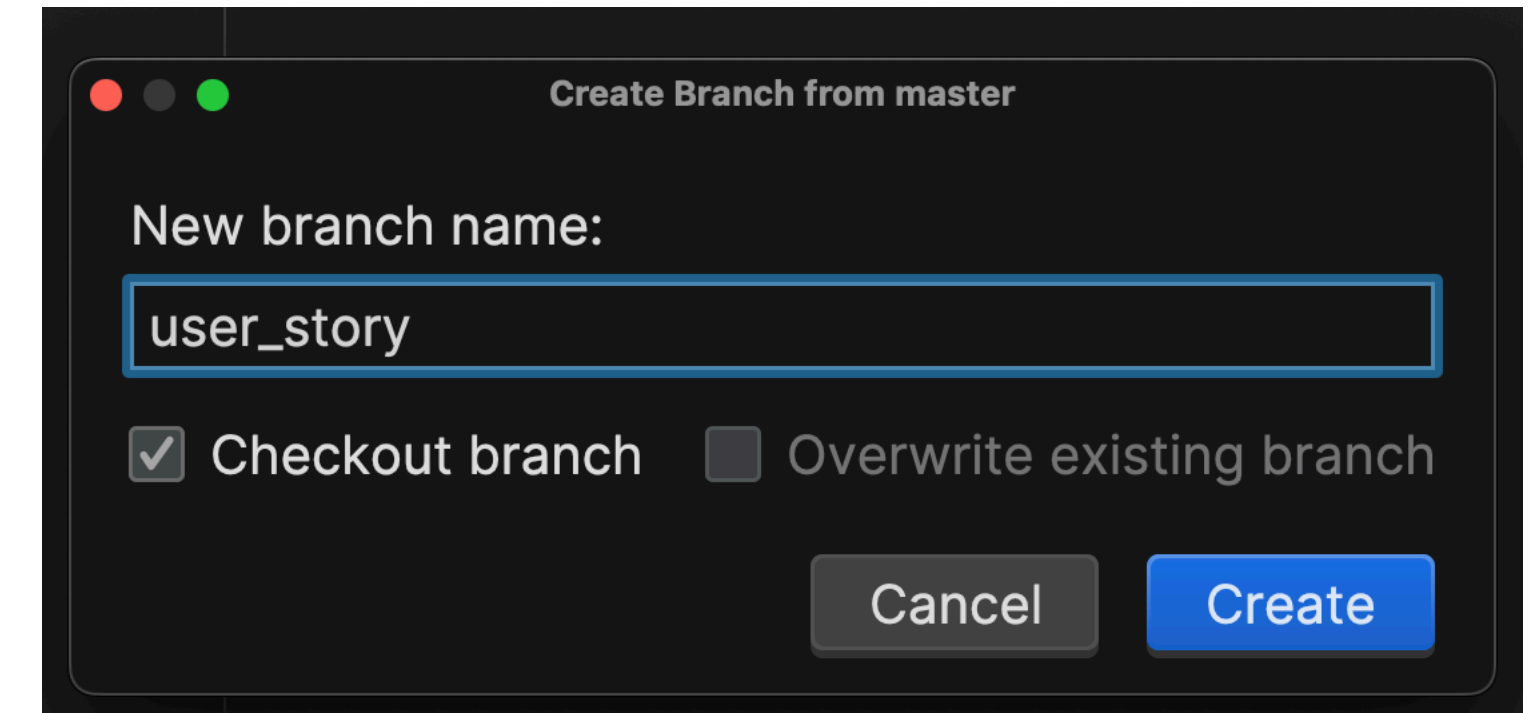 Create Branch from master
New branch name:
user_story
Checkout branch
Overwrite existing branch
Cancel
Create